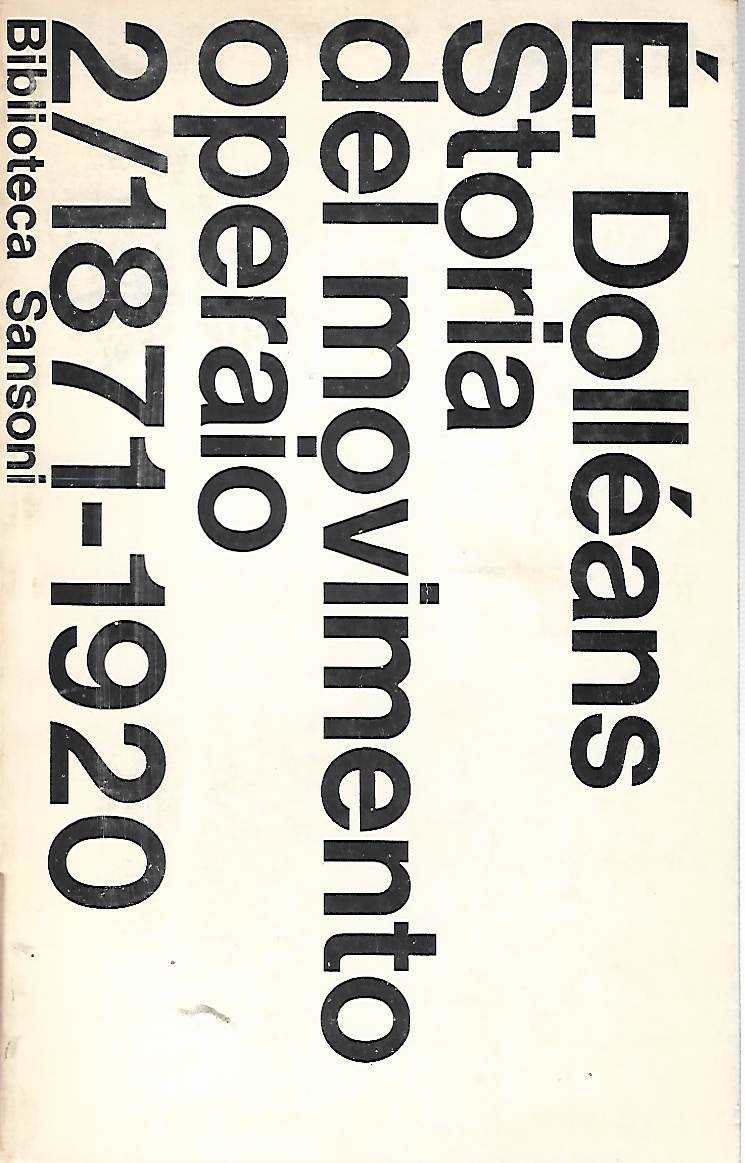 É. Dolléans
Storia
del movimento
operaio
2/1871-1920
Biblioteca Sansoni